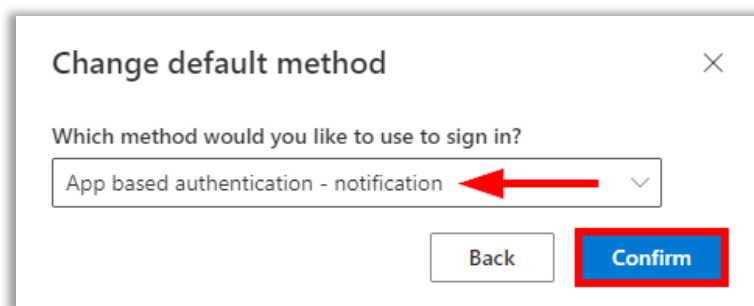 Change default method
Which method would you like to use to sign in?
App based authentication - notification
Back
Confirm